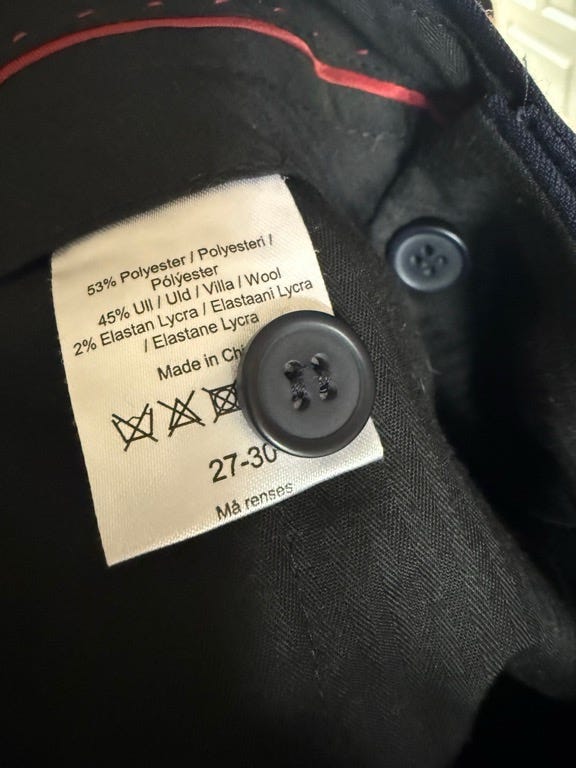 53% Polyester / Polyesteri /
Pólýester
45% Ull / Uld / Villa / Wool
2% Elastan Lycra / Elastaani Lycra
/ Elastane Lycra
Made in Chi
27-30
Må renses